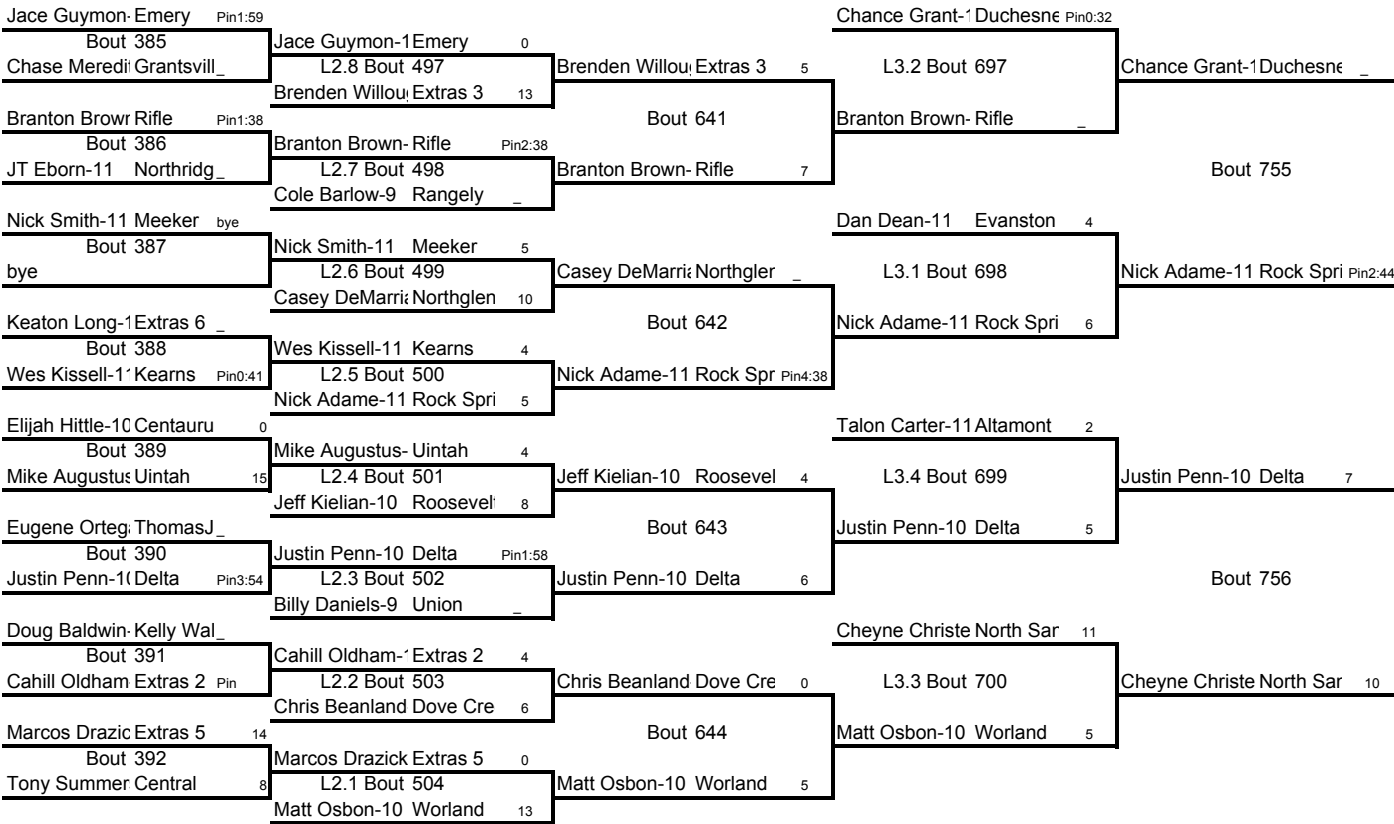 Jace Guymon- Emery Pin1:59 Chance Grant-1 Duchesne Pin0:32
Bout 385 Jace Guymon-1 Emery 0
Chase Meredi Grantsvill _ L2.8 Bout 497 Brenden Willou Extras 3 5 L3.2 Bout 697 Chance Grant-1 Duchesne _
Brenden Willou Extras 3 13
Branton Brown Rifle Pin1:38 Bout 641 Branton Brown- Rifle _
Bout 386 Branton Brown- Rifle Pin2:38
JT Eborn-11 Northridg _ L2.7 Bout 498 Branton Brown- Rifle 7 Bout 755
Cole Barlow-9 Rangely _
Nick Smith-11 Meeker bye Dan Dean-11 Evanston 4
Bout 387 Nick Smith-11 Meeker 5
bye L2.6 Bout 499 Casey DeMarria Northglen _ L3.1 Bout 698 Nick Adame-11 Rock Spri Pin2:44
Casey DeMarria Northglen 10
Keaton Long-1 Extras 6 _ Bout 642 Nick Adame-11 Rock Spri 6
Bout 388 Wes Kissell-11 Kearns 4
Wes Kissell-11 Kearns Pin0:41 L2.5 Bout 500 Nick Adame-11 Rock Spr Pin4:38
Nick Adame-11 Rock Spri 5
Elijah Hittle-10 Centauru 0 Talon Carter-11 Altamont 2
Bout 389 Mike Augustus- Uintah 4
Mike Augustus Uintah 15 L2.4 Bout 501 Jeff Kielian-10 Roosevel 4 L3.4 Bout 699 Justin Penn-10 Delta 7
Jeff Kielian-10 Roosevelt 8
Eugene Ortega ThomasJ _ Bout 643 Justin Penn-10 Delta 5
Bout 390 Justin Penn-10 Delta Pin1:58
Justin Penn-10 Delta Pin3:54 L2.3 Bout 502 Justin Penn-10 Delta 6 Bout 756
Billy Daniels-9 Union _
Doug Baldwin- Kelly Wal _ Cheyne Christe North San 11
Bout 391 Cahill Oldham-1 Extras 2 4
Cahill Oldham Extras 2 Pin L2.2 Bout 503 Chris Beanland Dove Cre 0 L3.3 Bout 700 Cheyne Christe North San 10
Chris Beanland Dove Cre 6
Marcos Drazic Extras 5 14 Bout 644 Matt Osbon-10 Worland 5
Bout 392 Marcos Drazick Extras 5 0
Tony Summer Central 8 L2.1 Bout 504 Matt Osbon-10 Worland 5
Matt Osbon-10 Worland 13